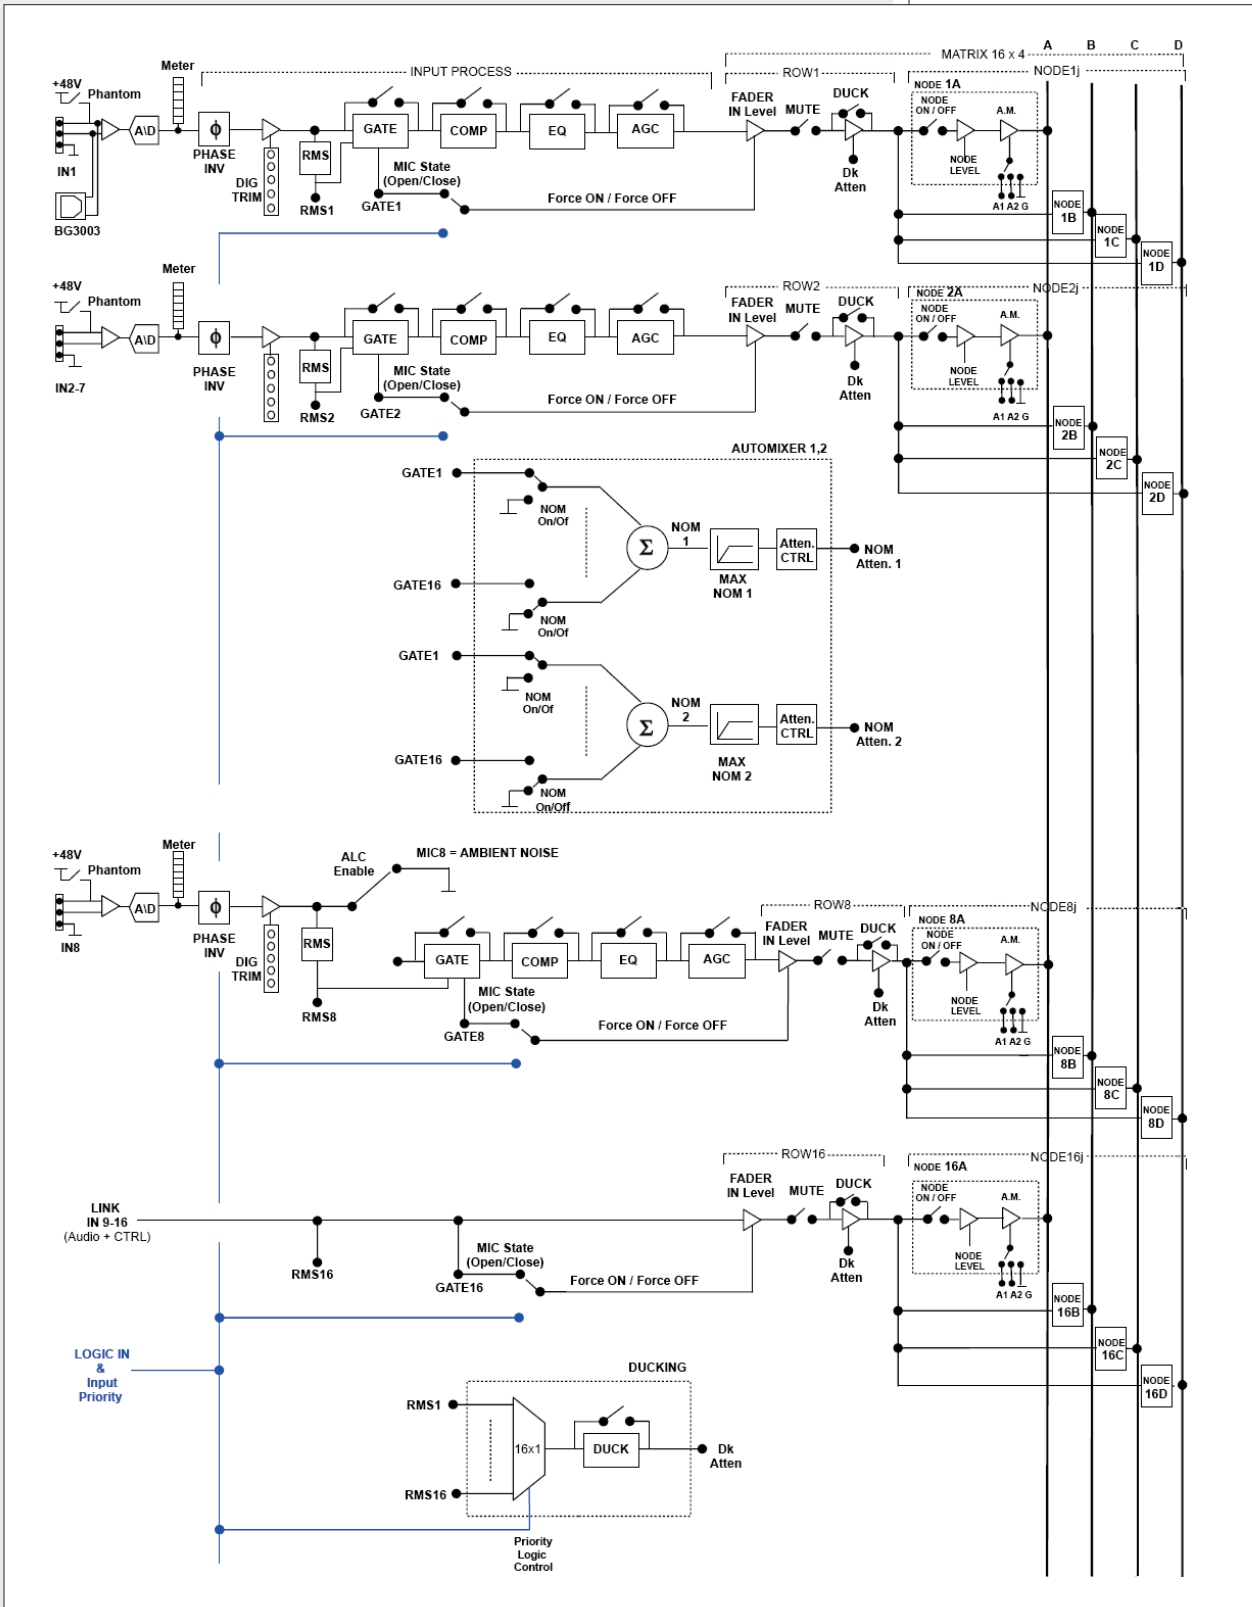 MATRIX 16 x 4
A B C D
INPUT PROCESS
ROW1
NODE1j
+48V
Phantom
Meter
A\D
IN1
BG3003
ϕ
PHASE
INV
DIG
TRIM
RMS
RMS1
GATE
COMP
EQ
AGC
MIC State
(Open/Close)
GATE1
Force ON / Force OFF
FADER
IN Level
MUTE
DUCK
Dk
Atten
NODE 1A
NODE
ON / OFF
A.M.
NODE
LEVEL
A1 A2 G
NODE
1B
NODE
1C
NODE
1D
+48V
Phantom
Meter
A\D
IN2-7
ϕ
PHASE
INV
RMS
RMS2
GATE
COMP
EQ
AGC
MIC State
(Open/Close)
GATE2
Force ON / Force OFF
ROW2
FADER
IN Level
MUTE
DUCK
Dk
Atten
NODE2j
NODE 2A
NODE
ON / OFF
A.M.
NODE
LEVEL
A1 A2 G
NODE
2B
NODE
2C
NODE
2D
AUTOMIXER 1,2
GATE1
NOM
On/Of
GATE16
NOM
On/Of
Σ
NOM
1
MAX
NOM 1
Atten.
CTRL
NOM
Atten. 1
GATE1
NOM
On/Of
GATE16
NOM
On/Off
Σ
NOM
2
MAX
NOM 2
Atten.
CTRL
NOM
Atten. 2
+48V
Phantom
Meter
A\D
IN8
ϕ
PHASE
INV
DIG
TRIM
RMS
RMS8
ALC
Enable
MIC8 = AMBIENT NOISE
GATE
COMP
EQ
AGC
MIC State
(Open/Close)
GATE8
Force ON / Force OFF
ROW8
FADER
IN Level
MUTE
DUCK
Dk
Atten
NODE8j
NODE 8A
NODE
ON / OFF
A.M.
NODE
LEVEL
A1 A2 G
NODE
8B
NODE
8C
NODE
8D
LINK
IN 9-16
(Audio + CTRL)
RMS16
MIC State
(Open/Close)
GATE16
Force ON / Force OFF
ROW16
FADER
IN Level
MUTE
DUCK
Dk
Atten
NODE16j
NODE 16A
NODE
ON / OFF
A.M.
NODE
LEVEL
A1 A2 G
NODE
16B
NODE
16C
NODE
16D
LOGIC IN
&
Input
Priority
DUCKING
RMS1
RMS16
16x1
DUCK
Dk
Atten
Priority
Logic
Control